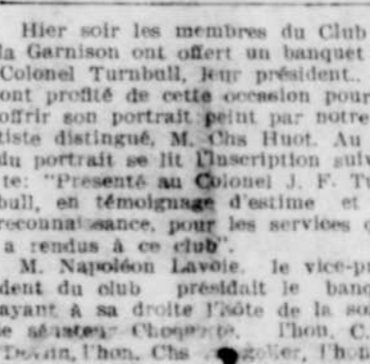 Hier soir les membres du Club
la Garnison ont offert un banquet
Colonel Turnbull, leur président..
ont profité de cette occasion pour
offrir son portrait peint par notre
tiste distingué, M. Chs Huot. Au
du portrait se lit l'inscription suiv
te: "Présenté au Colonel J. F. Tu
bull, en témoignage d'estime et
reconnaissance, pour les services q
a rendus à ce club".
M. Napoléon Lavoie, le vice-pr
dent du club présidait le banq
ayant à sa droite l'hôte de la so
le sénateur Choquette, l'hon. C.
l'hon. Chs l'hon